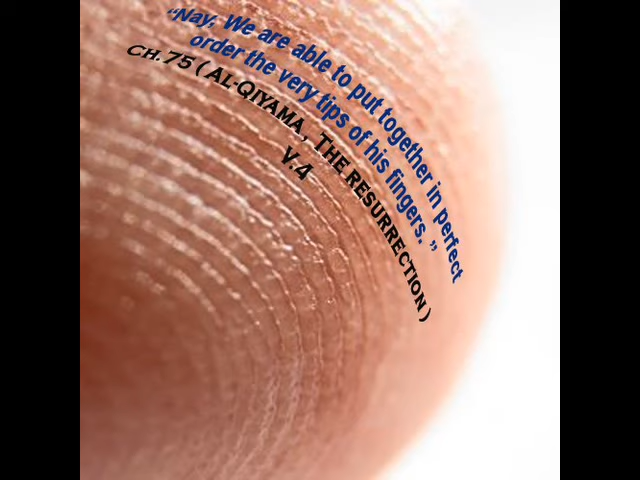 “Nay; We are able to put together in perfect
order the very tips of his fingers. ”
CH. 75 ( AL-QIYAMA, THE RESURRECTION )
V.4